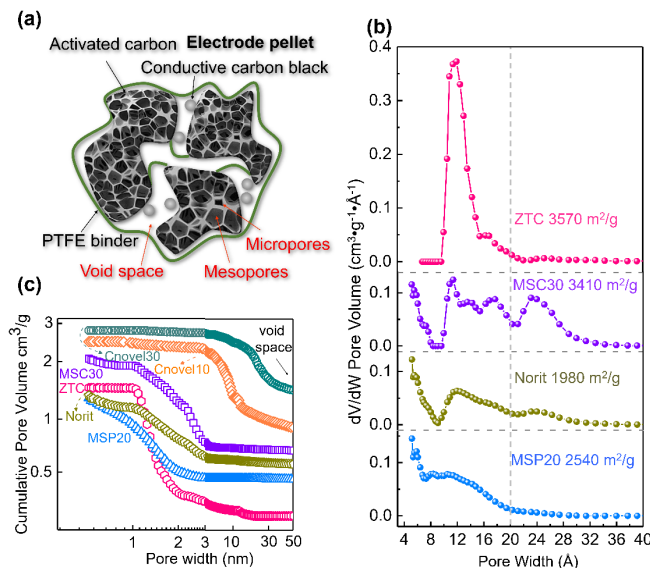 (a)
Activated carbon
Electrode pellet
Conductive carbon black
PTFE binder
Void space
Micropores
Mesopores
(b)
dV/dW Pore Volume (cm³•g⁻¹•Å⁻¹)
0.4
0.3
0.2
0.1
0.0
ZTC 3570 m²/g
0.1
0.0
MSC30 3410 m²/g
0.1
0.0
Norit 1980 m²/g
0.1
0.0
MSP20 2540 m²/g
4 8 12 16 20 24 28 32 36 40
Pore Width (Å)
(c)
Cumulative Pore Volume cm³/g
3
2
1
0.5
void
space
Cnovel30
Cnovel10
MSC30
ZTC
Norit
MSP20
1 2 3 10 30 50
Pore width (nm)